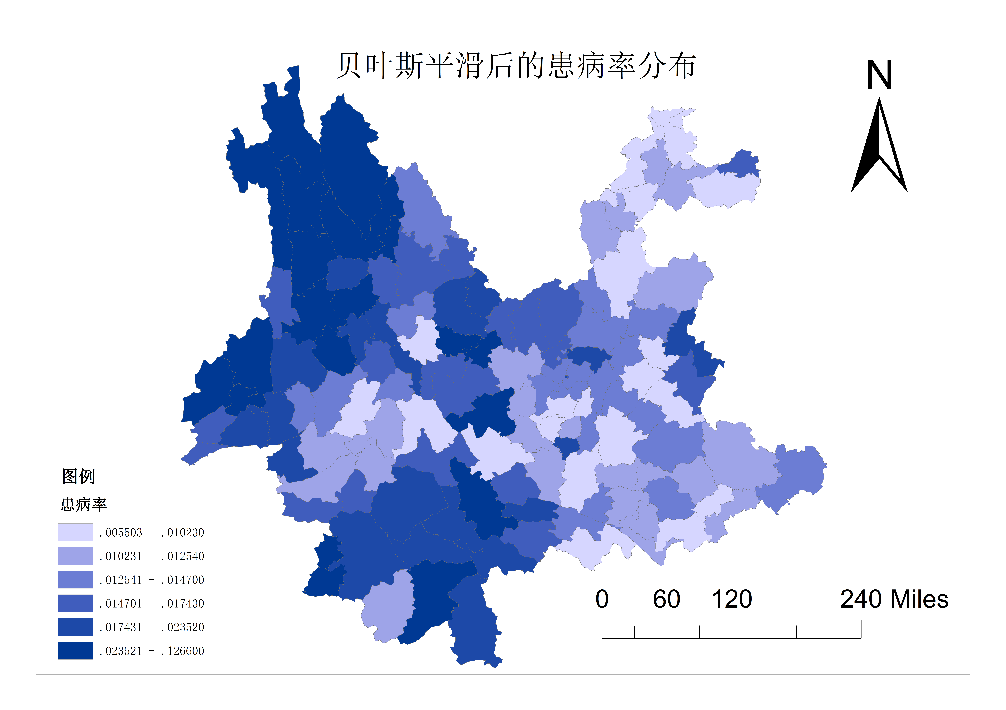 贝叶斯平滑后的患病率分布
N
图例
患病率
.005503 - .010230
.010231 - .012540
.012541 - .014700
.014701 - .017430
.017431 - .023520
.023521 - .126600
0 60 120 240 Miles